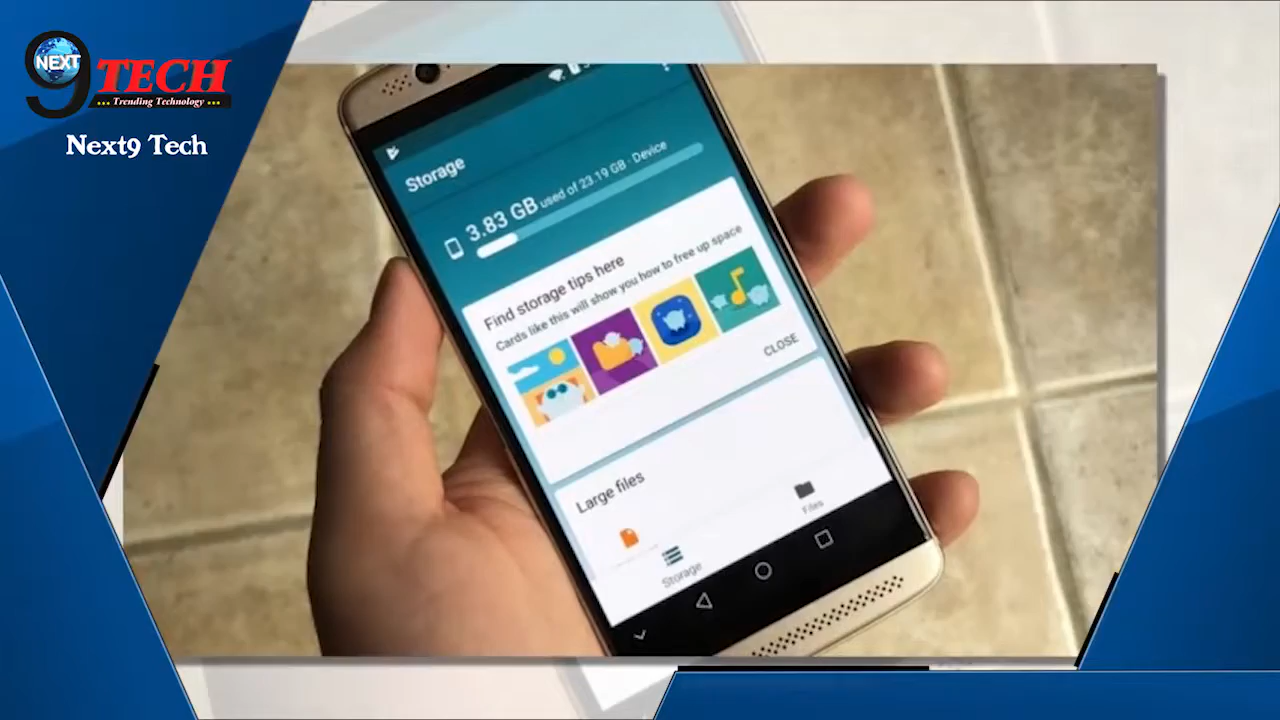 NEXT
9 TECH
... Trending Technology ...
Next9 Tech
Storage
3.83 GB used of 23.19 GB · Device
Find storage tips here
Cards like this will show you how to free up space
CLOSE
Large files
Storage
Files